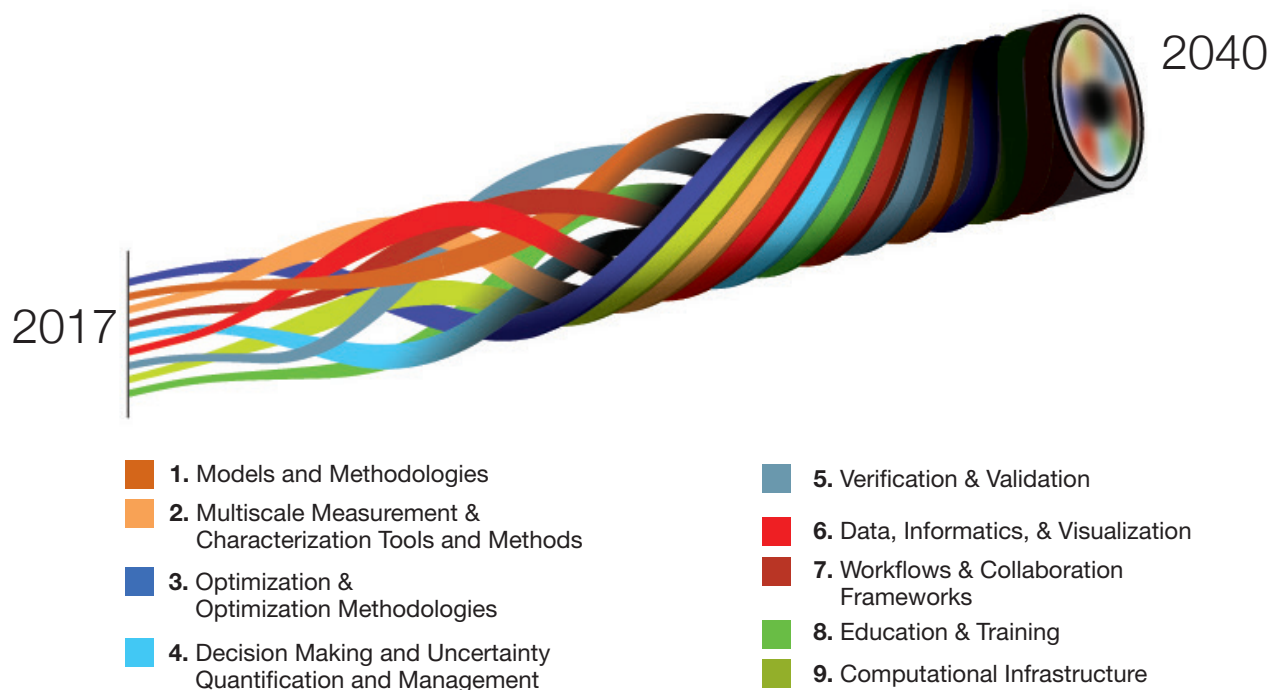 2040
2017
1. Models and Methodologies
2. Multiscale Measurement &
Characterization Tools and Methods
3. Optimization &
Optimization Methodologies
4. Decision Making and Uncertainty
Quantification and Management
5. Verification & Validation
6. Data, Informatics, & Visualization
7. Workflows & Collaboration
Frameworks
8. Education & Training
9. Computational Infrastructure